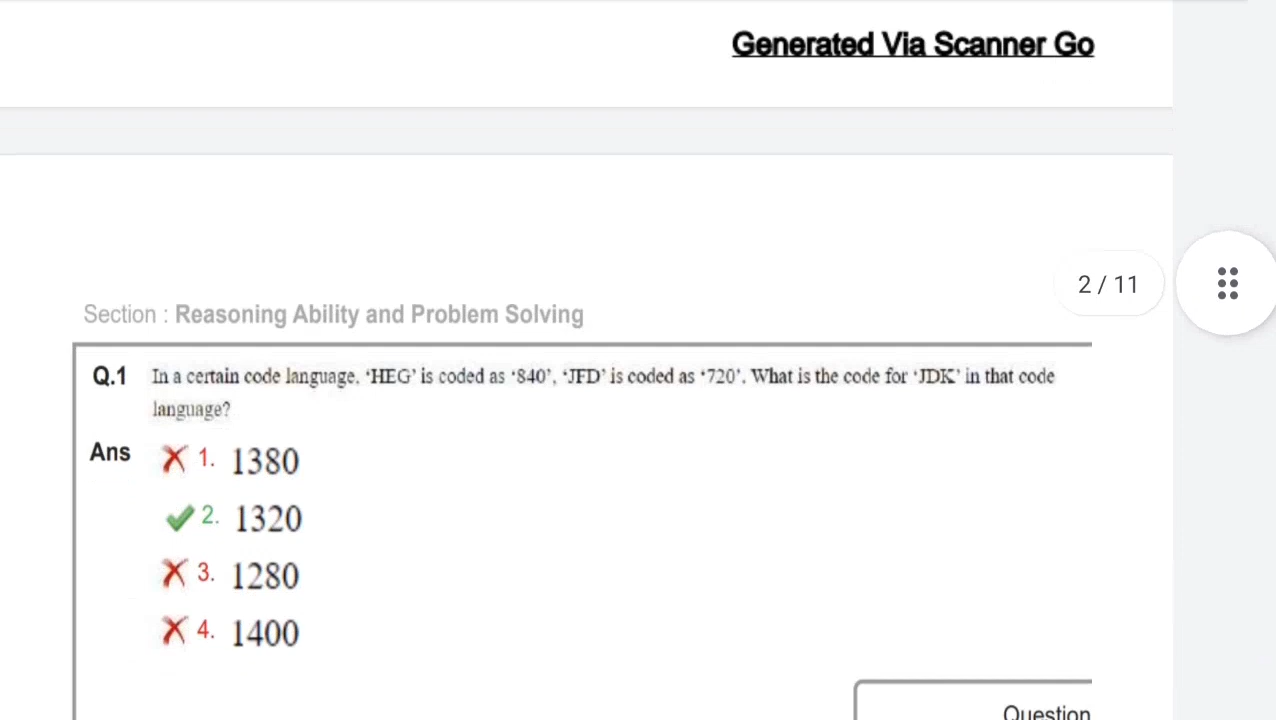 Generated Via Scanner Go
2 / 11
Section : Reasoning Ability and Problem Solving
Q.1 In a certain code language, ‘HEG’ is coded as ‘840’, ‘JFD’ is coded as ‘720’. What is the code for ‘JDK’ in that code
language?
Ans 1. 1380
2. 1320
3. 1280
4. 1400
Question